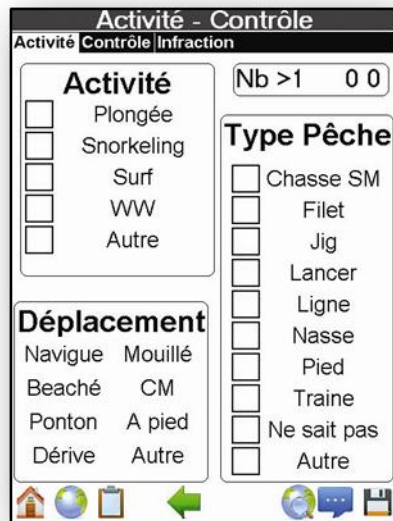 Activité - Contrôle
Activité Contrôle Infraction
Activité
Plongée
Snorkeling
Surf
WW
Autre
Nb >1 0 0
Type Pêche
Chasse SM
Filet
Jig
Lancer
Ligne
Nasse
Pied
Traine
Ne sait pas
Autre
Déplacement
Navigue Mouillé
Beaché CM
Ponton A pied
Dérive Autre